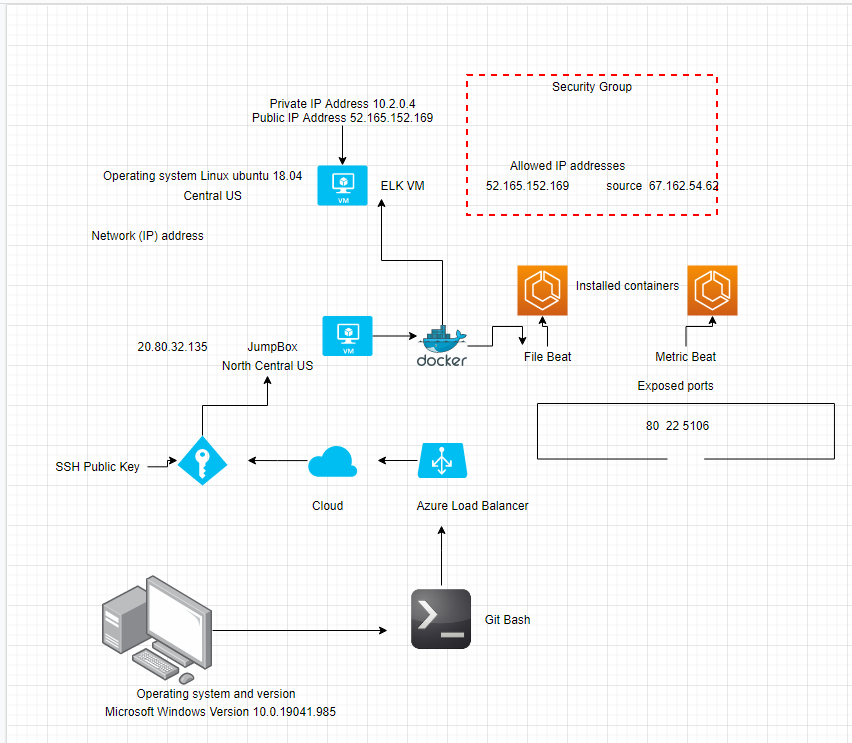 Security Group
Private IP Address 10.2.0.4
Public IP Address 52.165.152.169
Allowed IP addresses
52.165.152.169
source 67.162.54.62
Operating system Linux ubuntu 18.04
Central US
VM
ELK VM
Network (IP) address
Installed containers
20.80.32.135
JumpBox
North Central US
VM
docker
File Beat
Metric Beat
Exposed ports
80 22 5106
SSH Public Key
Cloud
Azure Load Balancer
Git Bash
Operating system and version
Microsoft Windows Version 10.0.19041.985